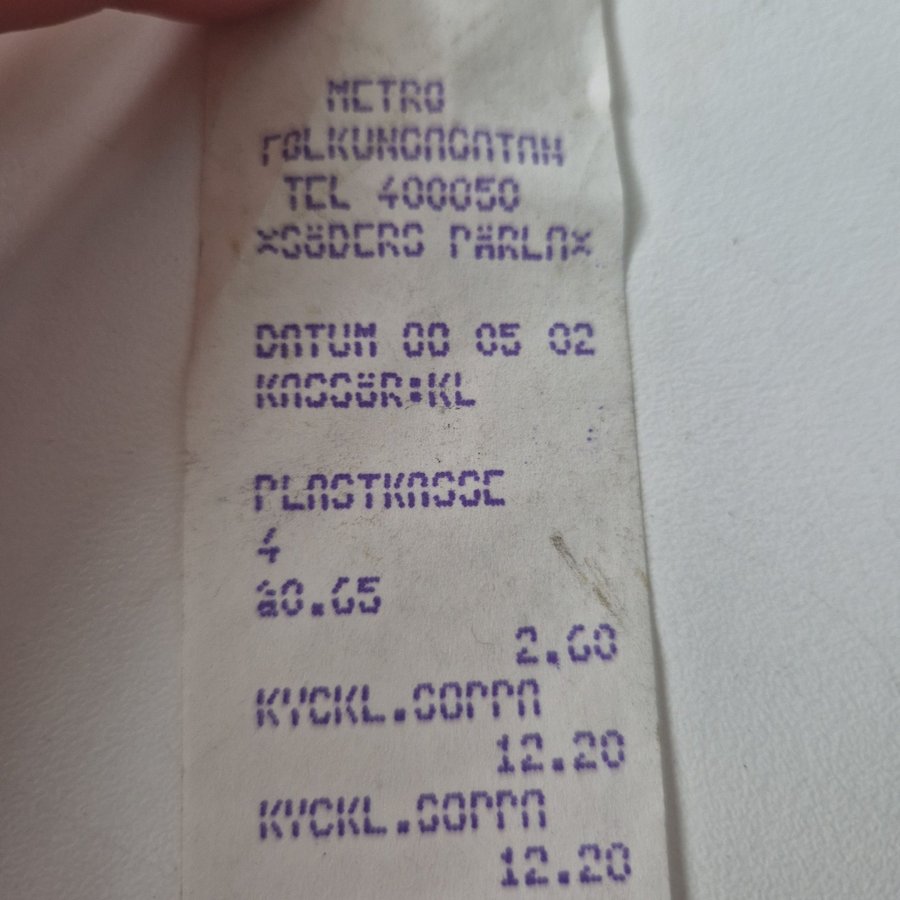 METRO
FOLKUNGAGATAN
TEL 400050
*SÖDERS PÄRLA*
DATUM 88 05 02
KASSÖR:KL
PLASTKASSE
4
à0.65
2.60
KYCKL.SOPPA
12.20
KYCKL.SOPPA
12.20